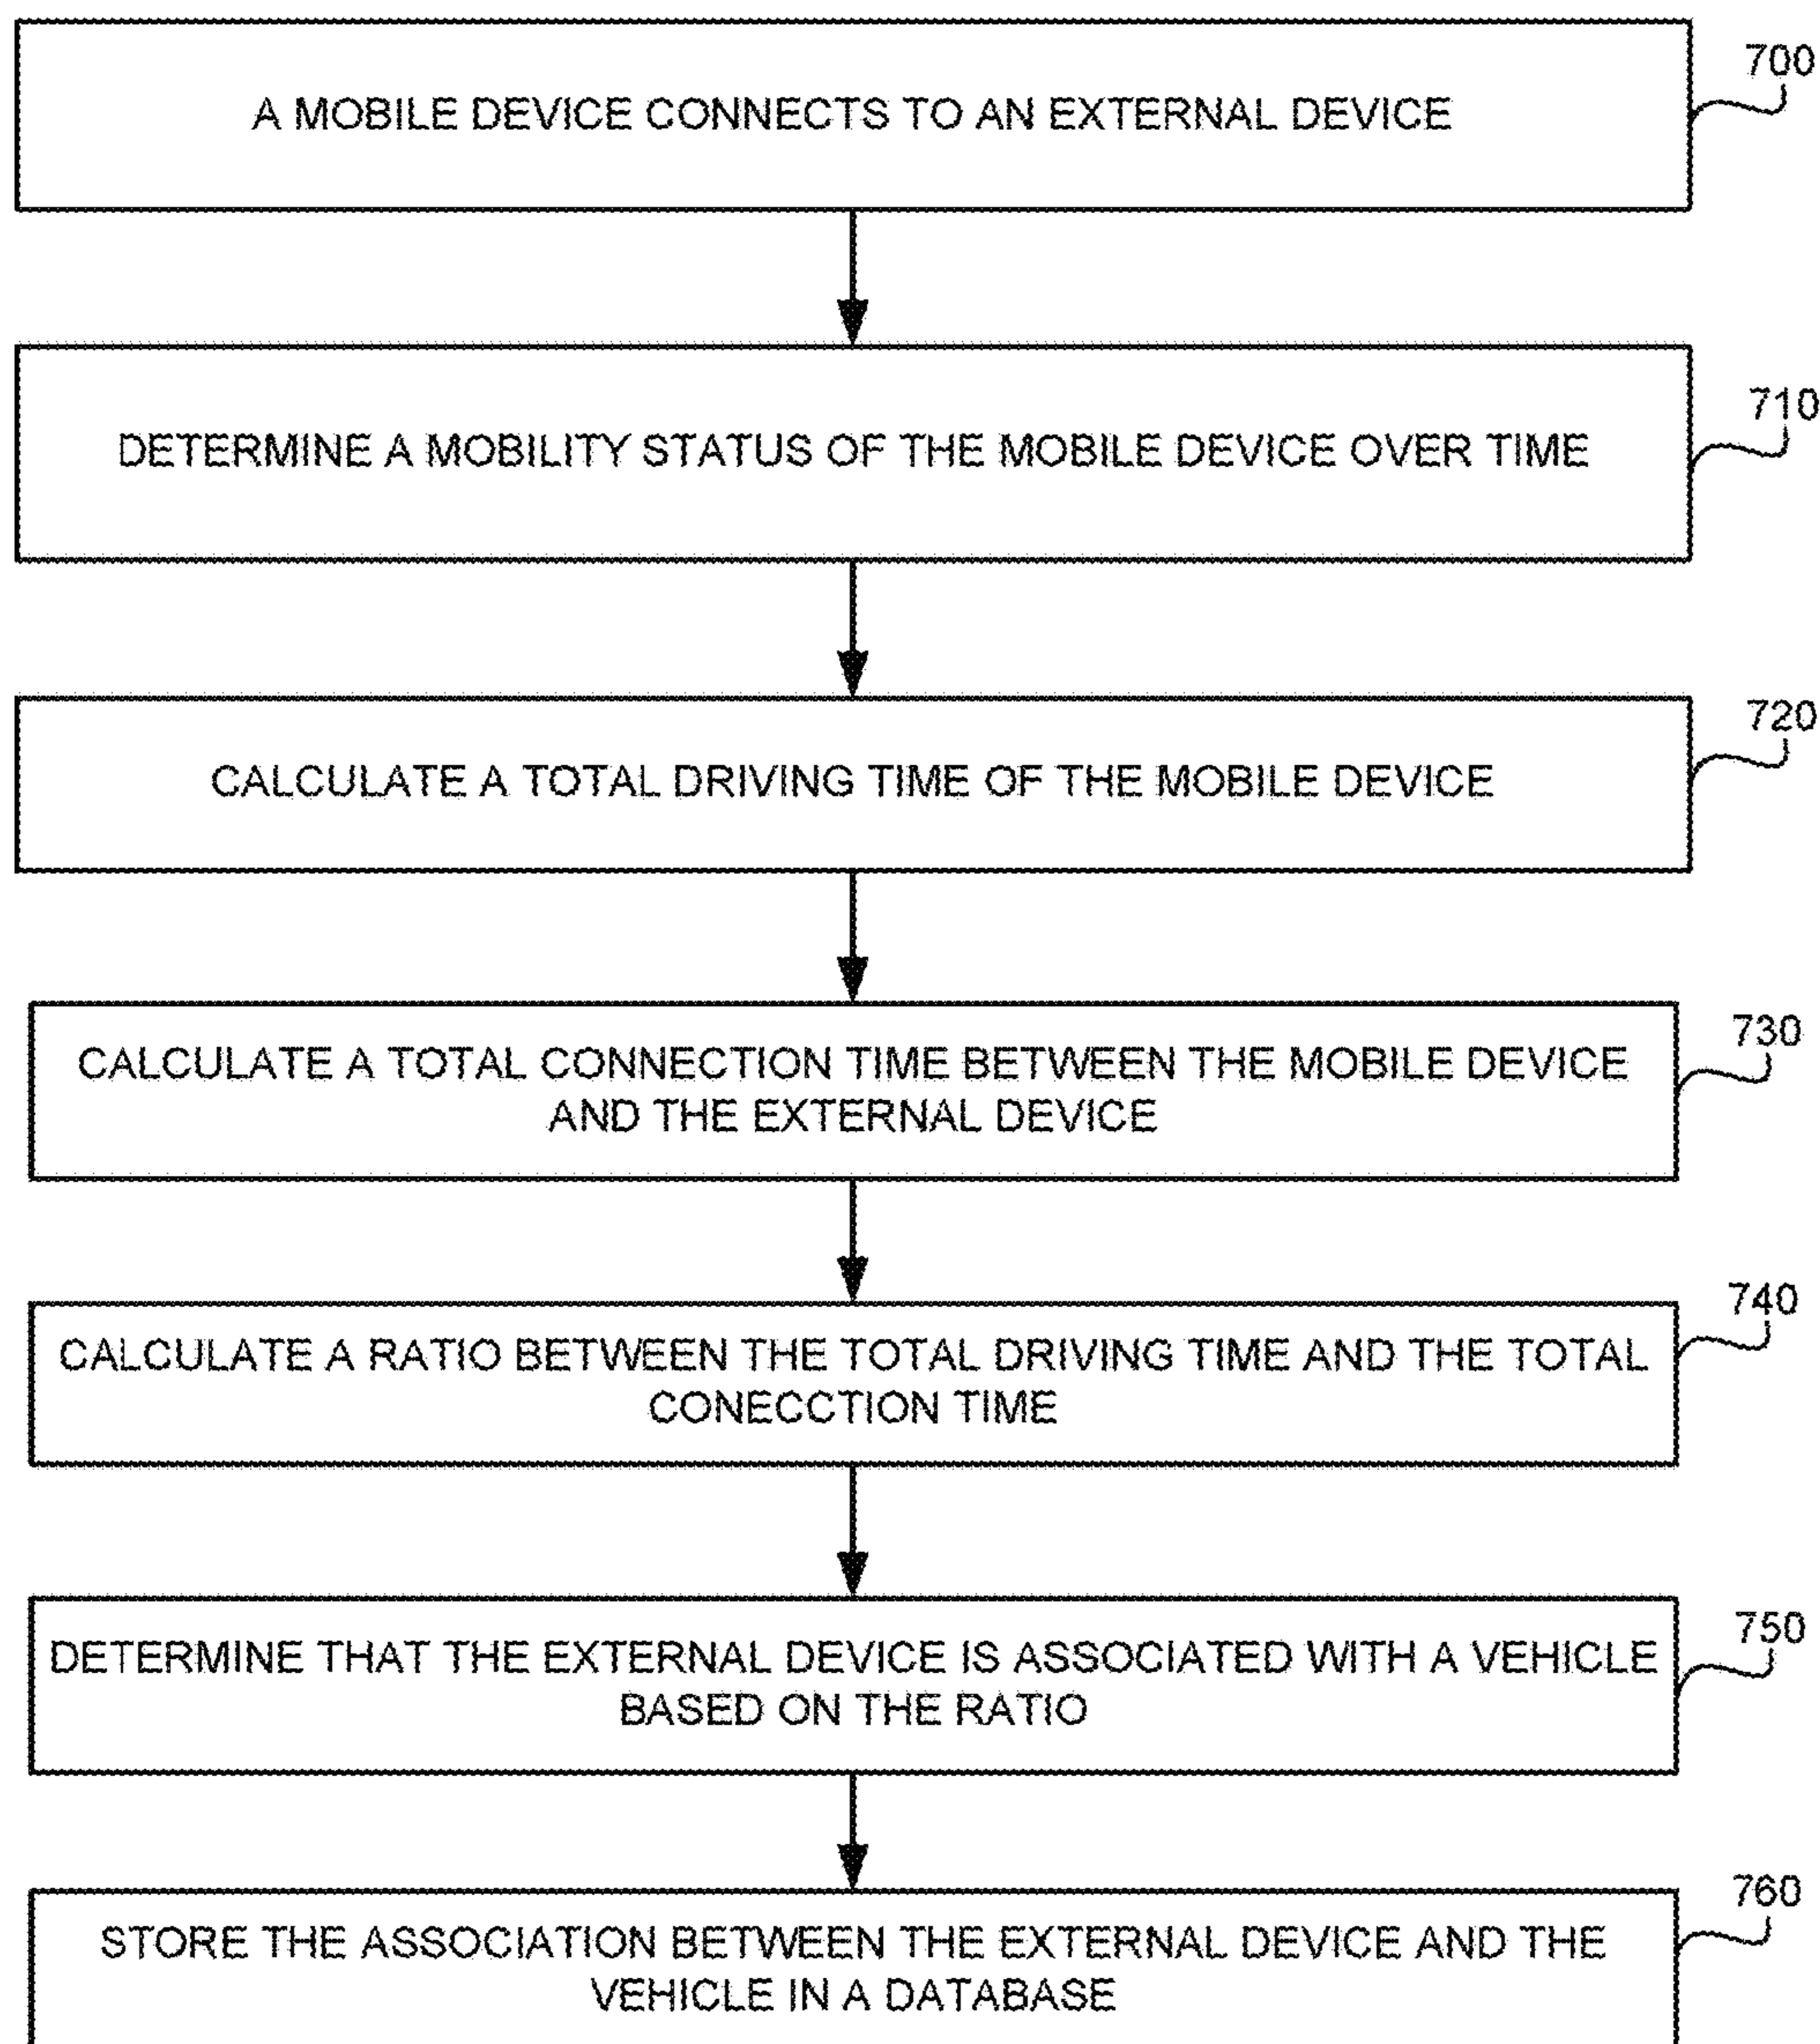 700
A MOBILE DEVICE CONNECTS TO AN EXTERNAL DEVICE
710
DETERMINE A MOBILITY STATUS OF THE MOBILE DEVICE OVER TIME
720
CALCULATE A TOTAL DRIVING TIME OF THE MOBILE DEVICE
730
CALCULATE A TOTAL CONNECTION TIME BETWEEN THE MOBILE DEVICE
AND THE EXTERNAL DEVICE
740
CALCULATE A RATIO BETWEEN THE TOTAL DRIVING TIME AND THE TOTAL
CONECCTION TIME
750
DETERMINE THAT THE EXTERNAL DEVICE IS ASSOCIATED WITH A VEHICLE
BASED ON THE RATIO
760
STORE THE ASSOCIATION BETWEEN THE EXTERNAL DEVICE AND THE
VEHICLE IN A DATABASE